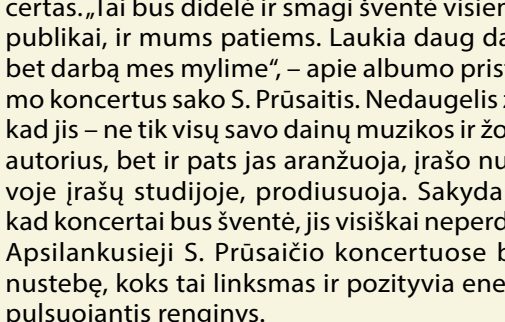 certas. „Tai bus didelė ir smagi šventė visiem
publikai, ir mums patiems. Laukia daug da
bet darbą mes mylime“, – apie albumo prist
mo koncertus sako S. Prūsaitis. Nedaugelis ž
kad jis – ne tik visų savo dainų muzikos ir žo
autorius, bet ir pats jas aranžuoja, įrašo nu
voje įrašų studijoje, prodiusuoja. Sakyda
kad koncertai bus šventė, jis visiškai neperd
Apsilankusieji S. Prūsaičio koncertuose b
nustebę, koks tai linksmas ir pozityvia ene
pulsuojantis renginys.